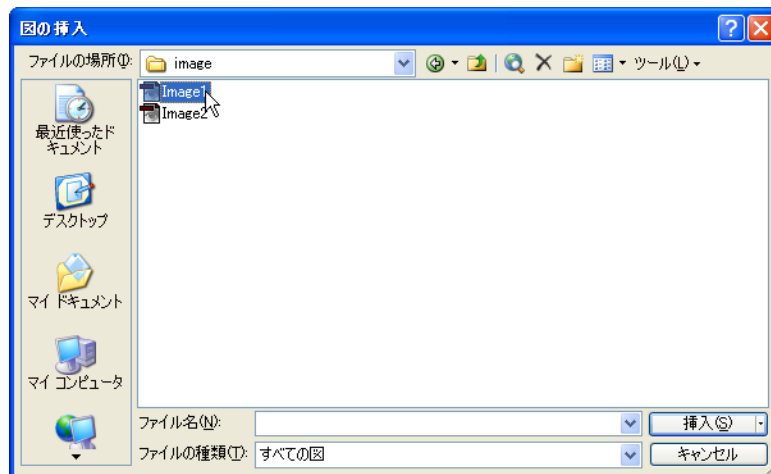 図の挿入
ファイルの場所(I):
image
ツール(L)
Image1
Image2
最近使ったド
キュメント
デスクトップ
マイ ドキュメント
マイ コンピュータ
ファイル名(N):
挿入(S)
ファイルの種類(T):
すべての図
キャンセル